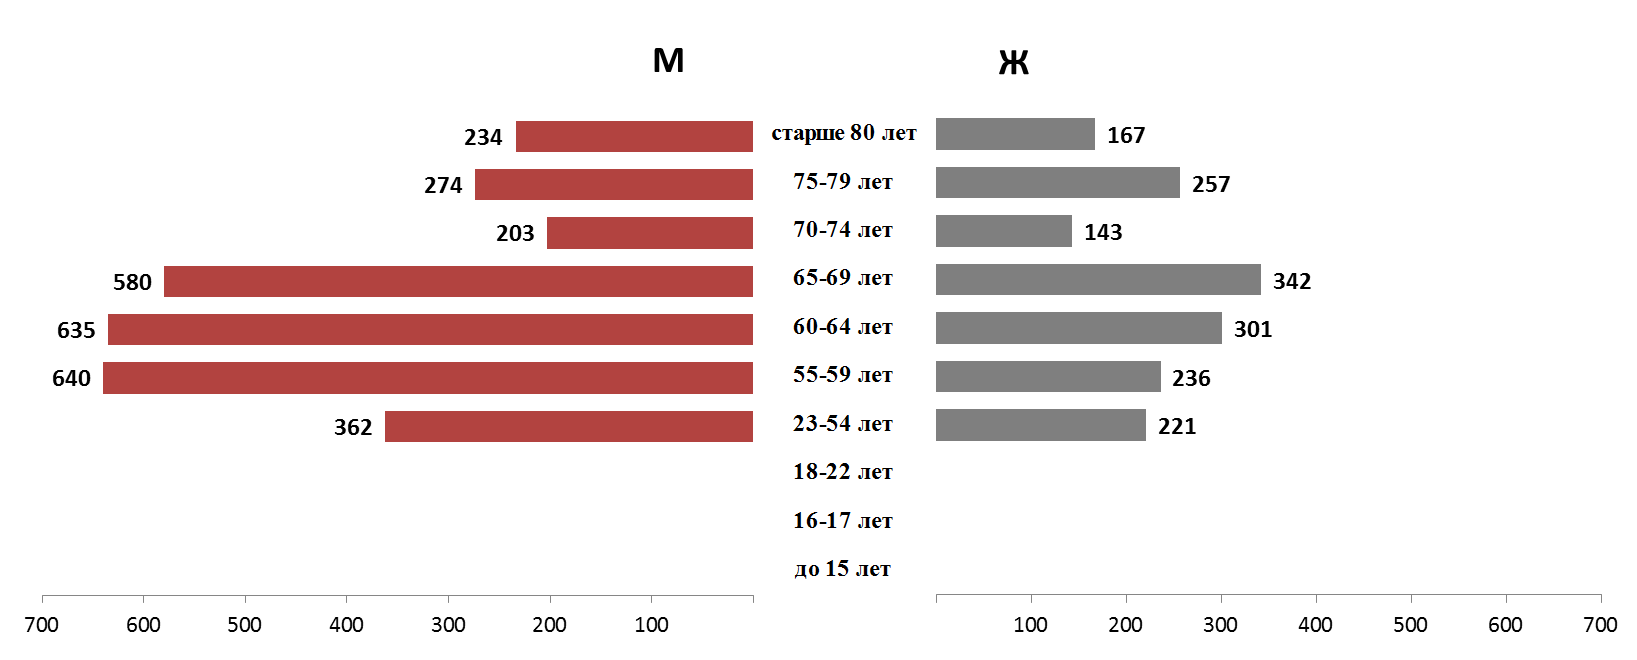 М Ж
234 старше 80 лет 167
274 75-79 лет 257
203 70-74 лет 143
580 65-69 лет 342
635 60-64 лет 301
640 55-59 лет 236
362 23-54 лет 221
18-22 лет
16-17 лет
до 15 лет
700 600 500 400 300 200 100 100 200 300 400 500 600 700